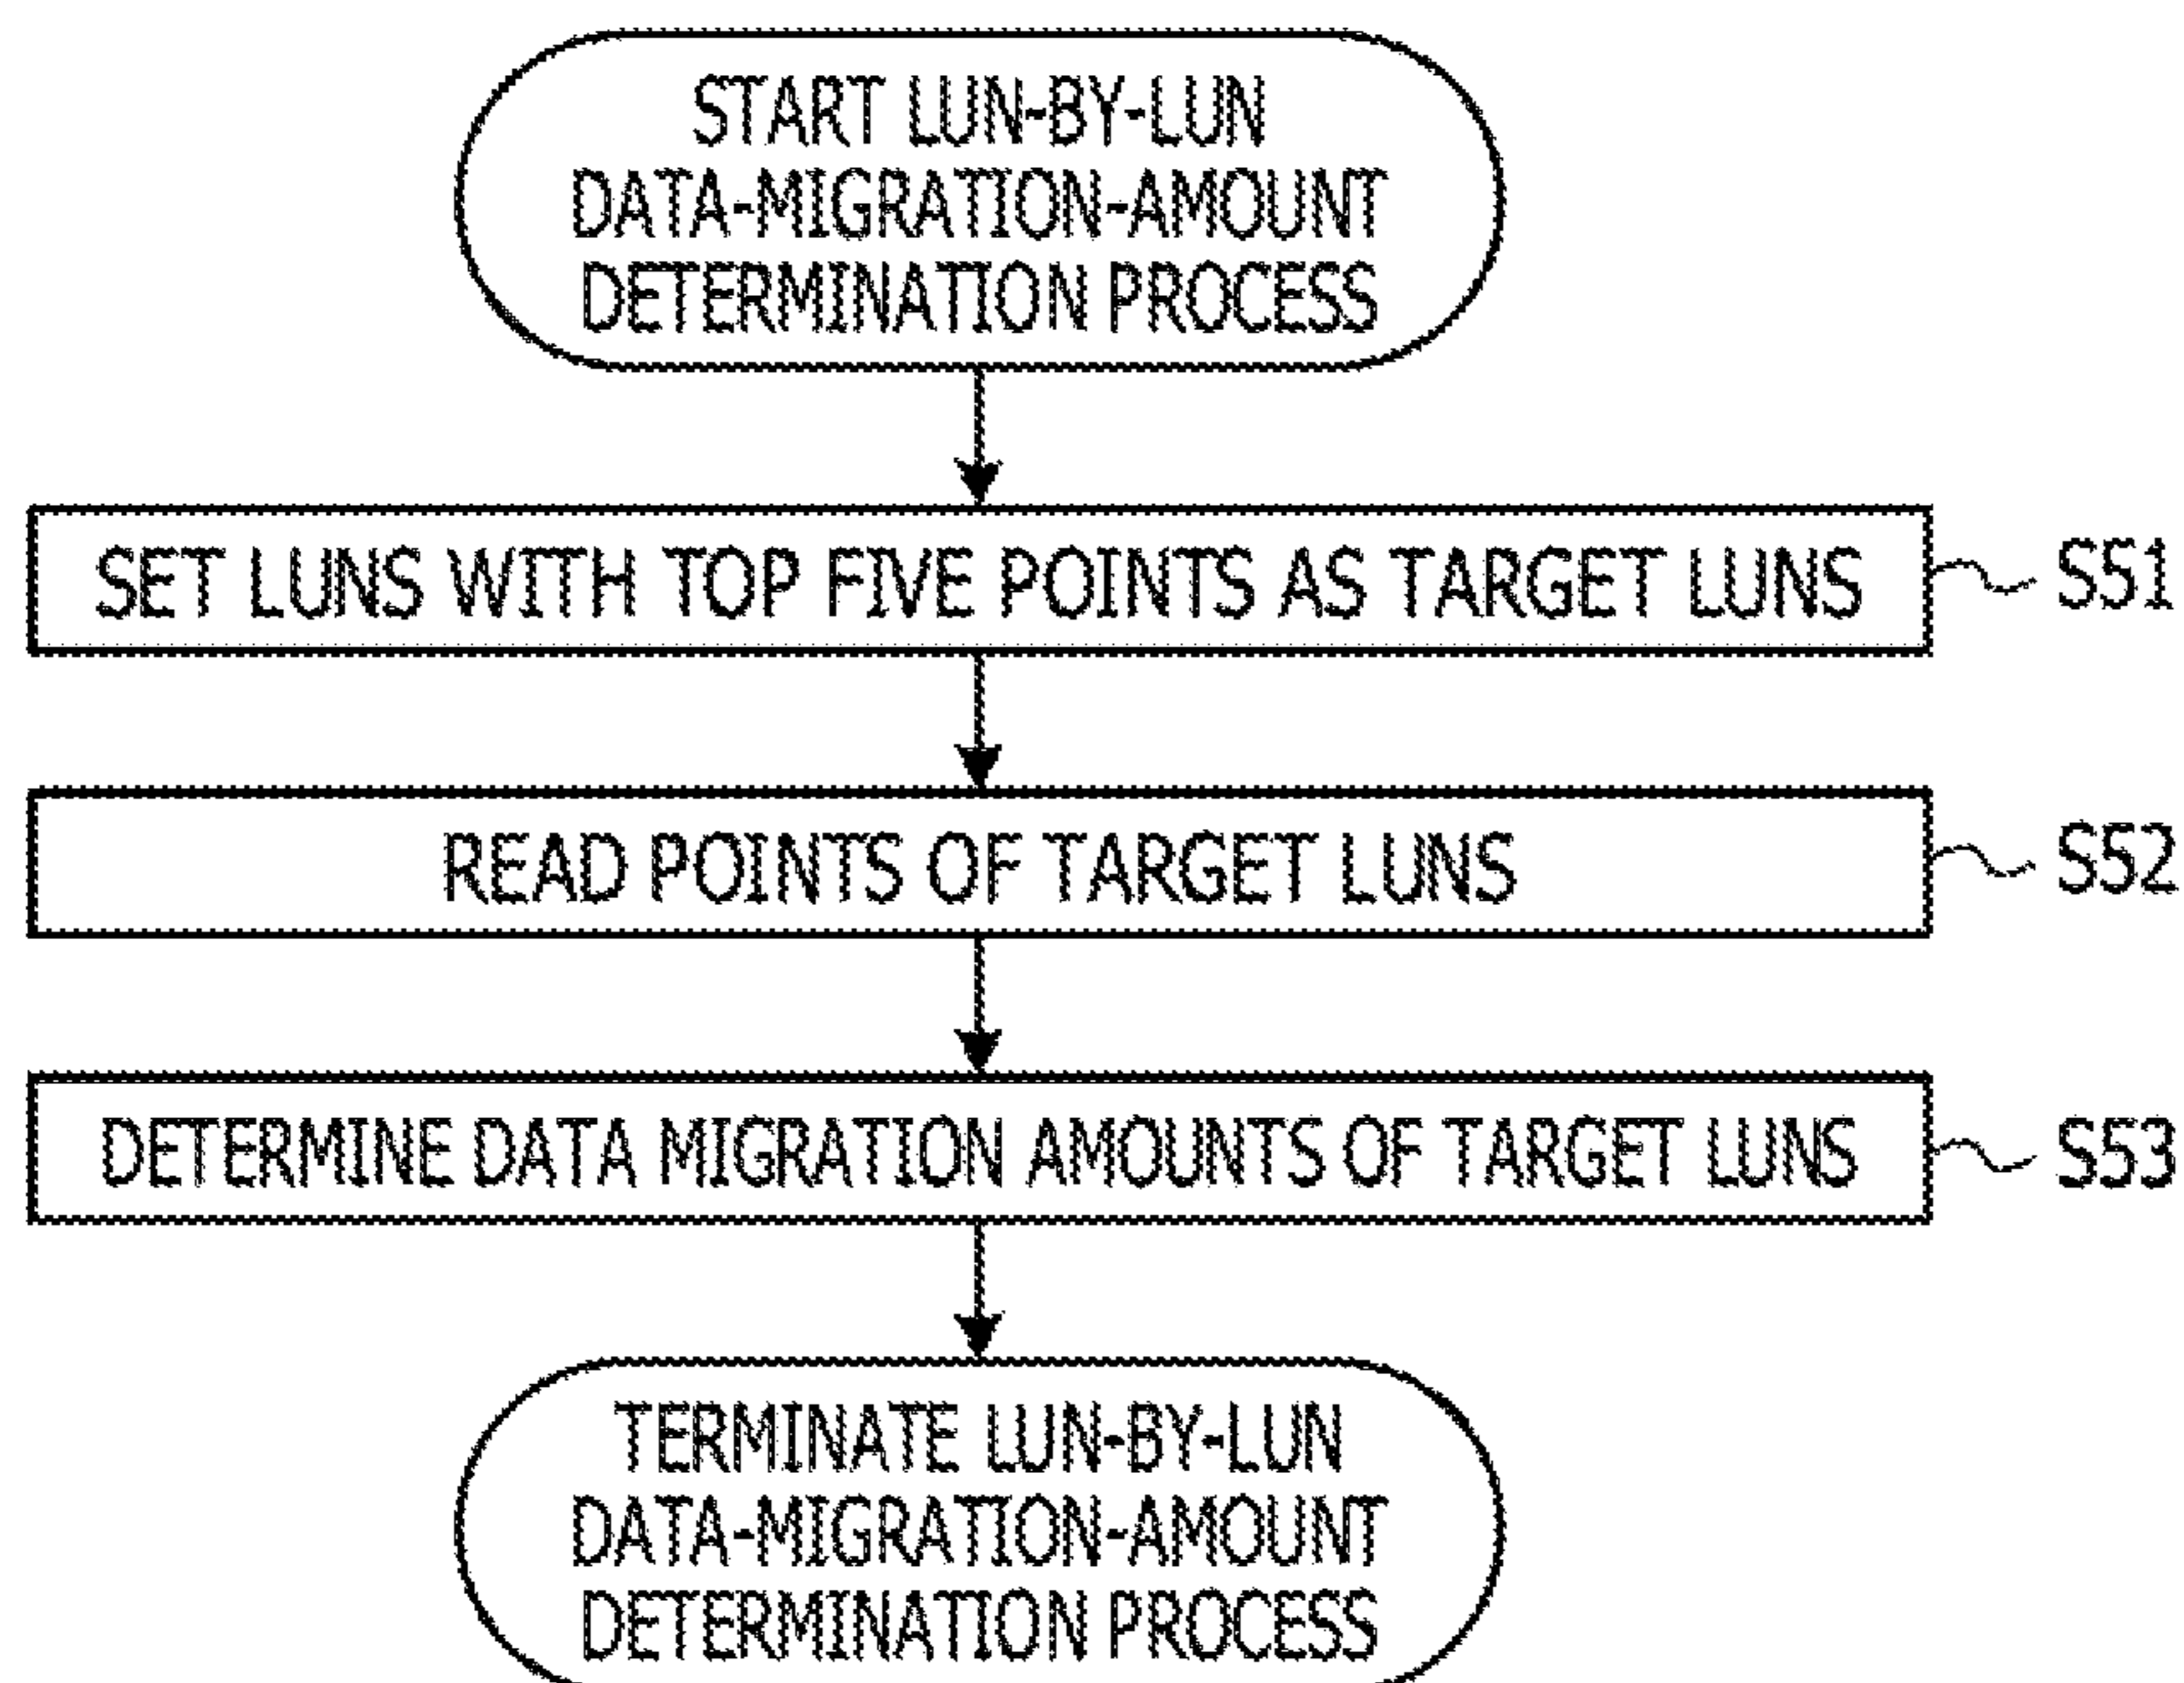 START LUN-BY-LUN
DATA-MIGRATION-AMOUNT
DETERMINATION PROCESS
SET LUNS WITH TOP FIVE POINTS AS TARGET LUNS
S51
READ POINTS OF TARGET LUNS
S52
DETERMINE DATA MIGRATION AMOUNTS OF TARGET LUNS
S53
TERMINATE LUN-BY-LUN
DATA-MIGRATION-AMOUNT
DETERMINATION PROCESS